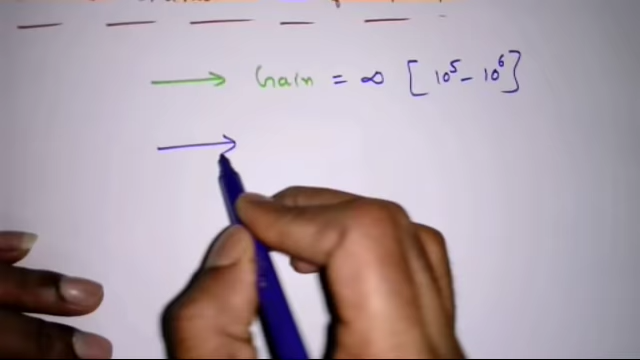 → Gain = ∞ [10⁵ - 10⁶]
→